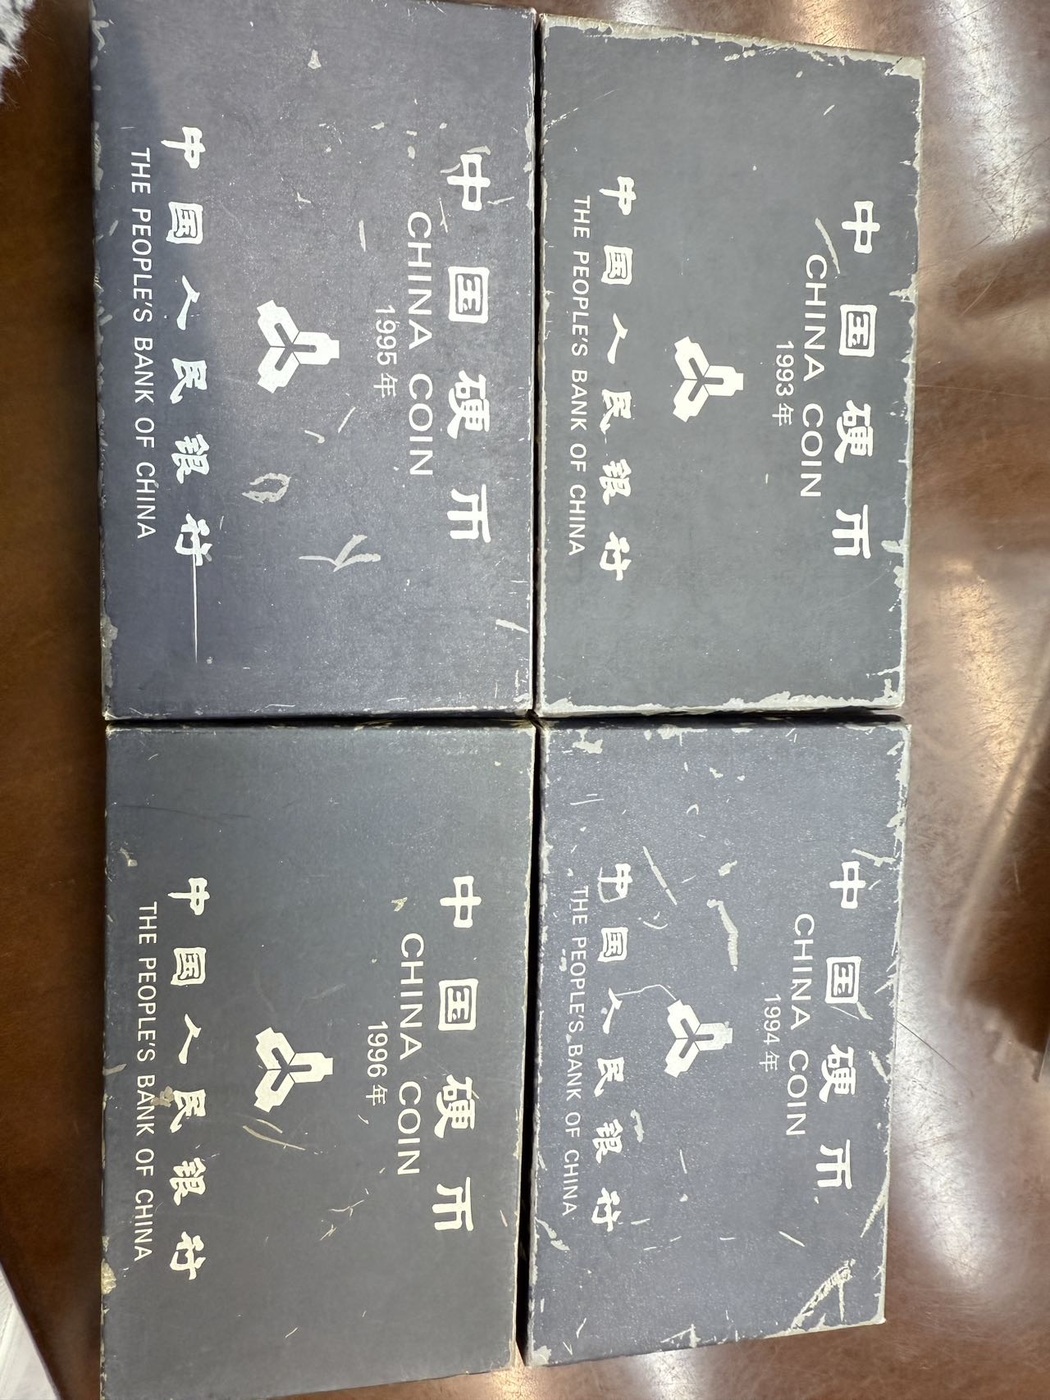 中国硬币
CHINA COIN
1995年
中国人民银行
THE PEOPLE'S BANK OF CHINA
中国硬币
CHINA COIN
1993年
中国人民银行
THE PEOPLE'S BANK OF CHINA
中国硬币
CHINA COIN
1996年
中国人民银行
THE PEOPLE'S BANK OF CHINA
中国硬币
CHINA COIN
1994年
中国人民银行
THE PEOPLE'S BANK OF CHINA